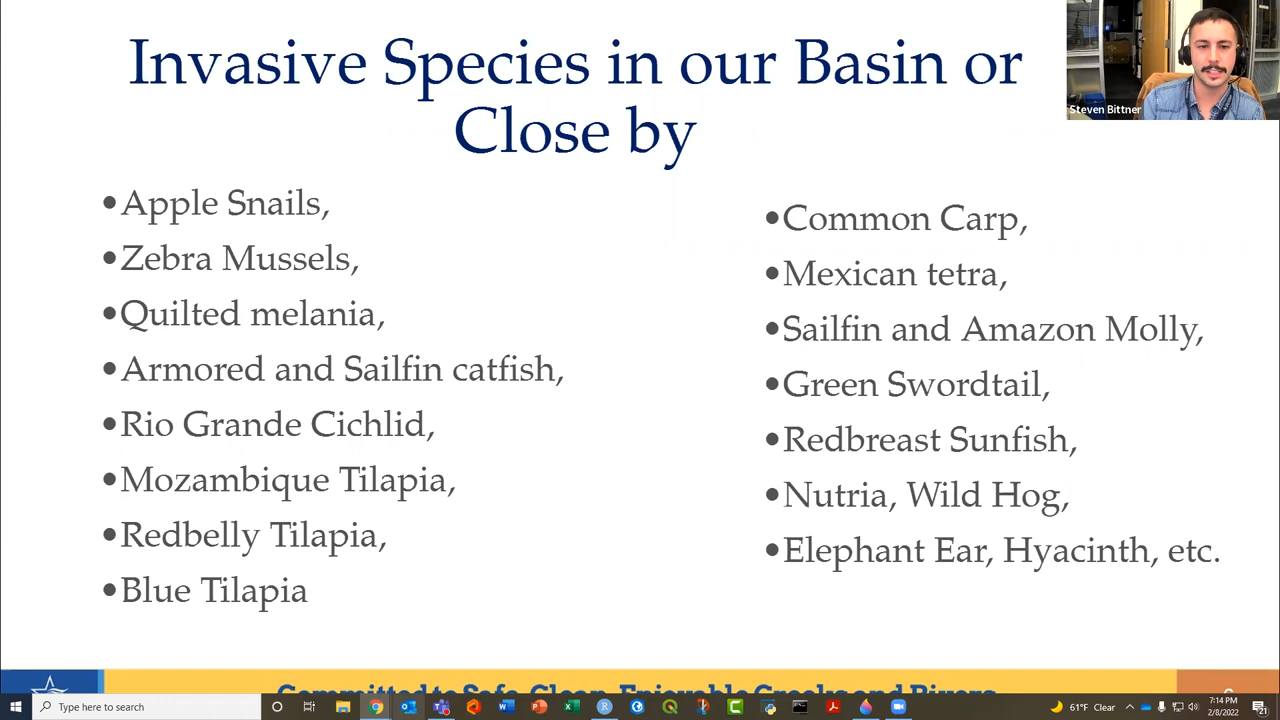 Invasive Species in our Basin or
Close by
Steven Bittner
•Apple Snails,
•Zebra Mussels,
•Quilted melania,
•Armored and Sailfin catfish,
•Rio Grande Cichlid,
•Mozambique Tilapia,
•Redbelly Tilapia,
•Blue Tilapia
•Common Carp,
•Mexican tetra,
•Sailfin and Amazon Molly,
•Green Swordtail,
•Redbreast Sunfish,
•Nutria, Wild Hog,
•Elephant Ear, Hyacinth, etc.
Committed to Safe, Clean, Enjoyable Creeks and Rivers
Type here to search
61°F Clear
7:14 PM
2/8/2022